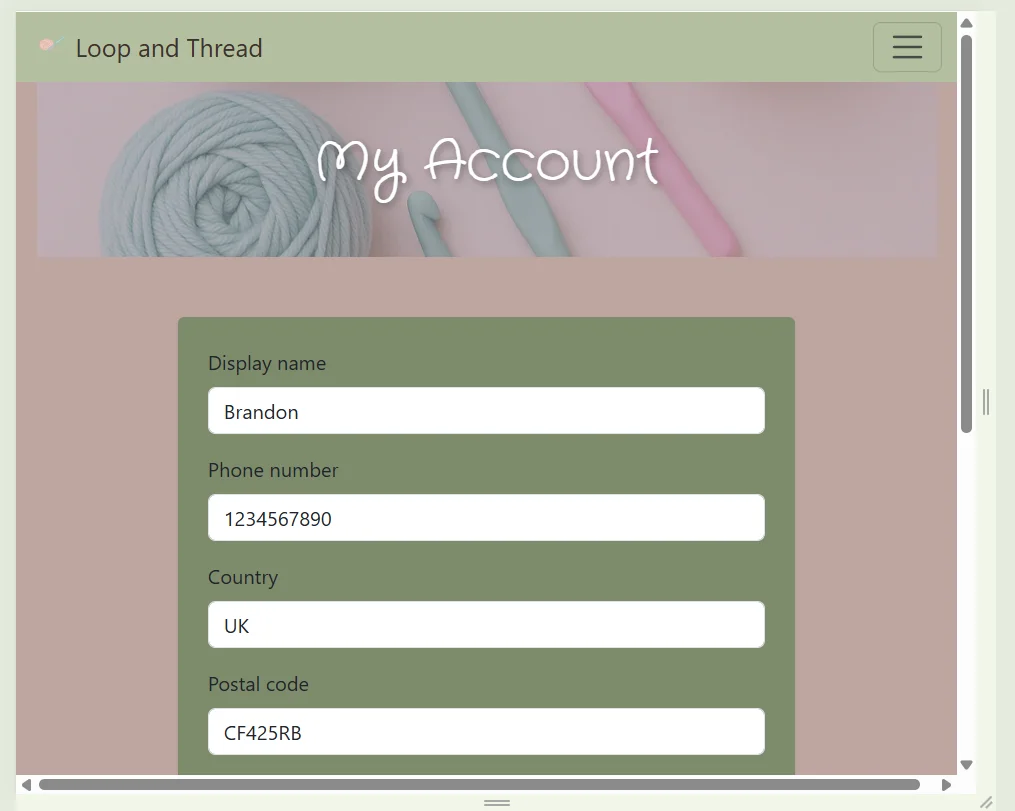 Loop and Thread
My Account
Display name
Brandon
Phone number
1234567890
Country
UK
Postal code
CF425RB